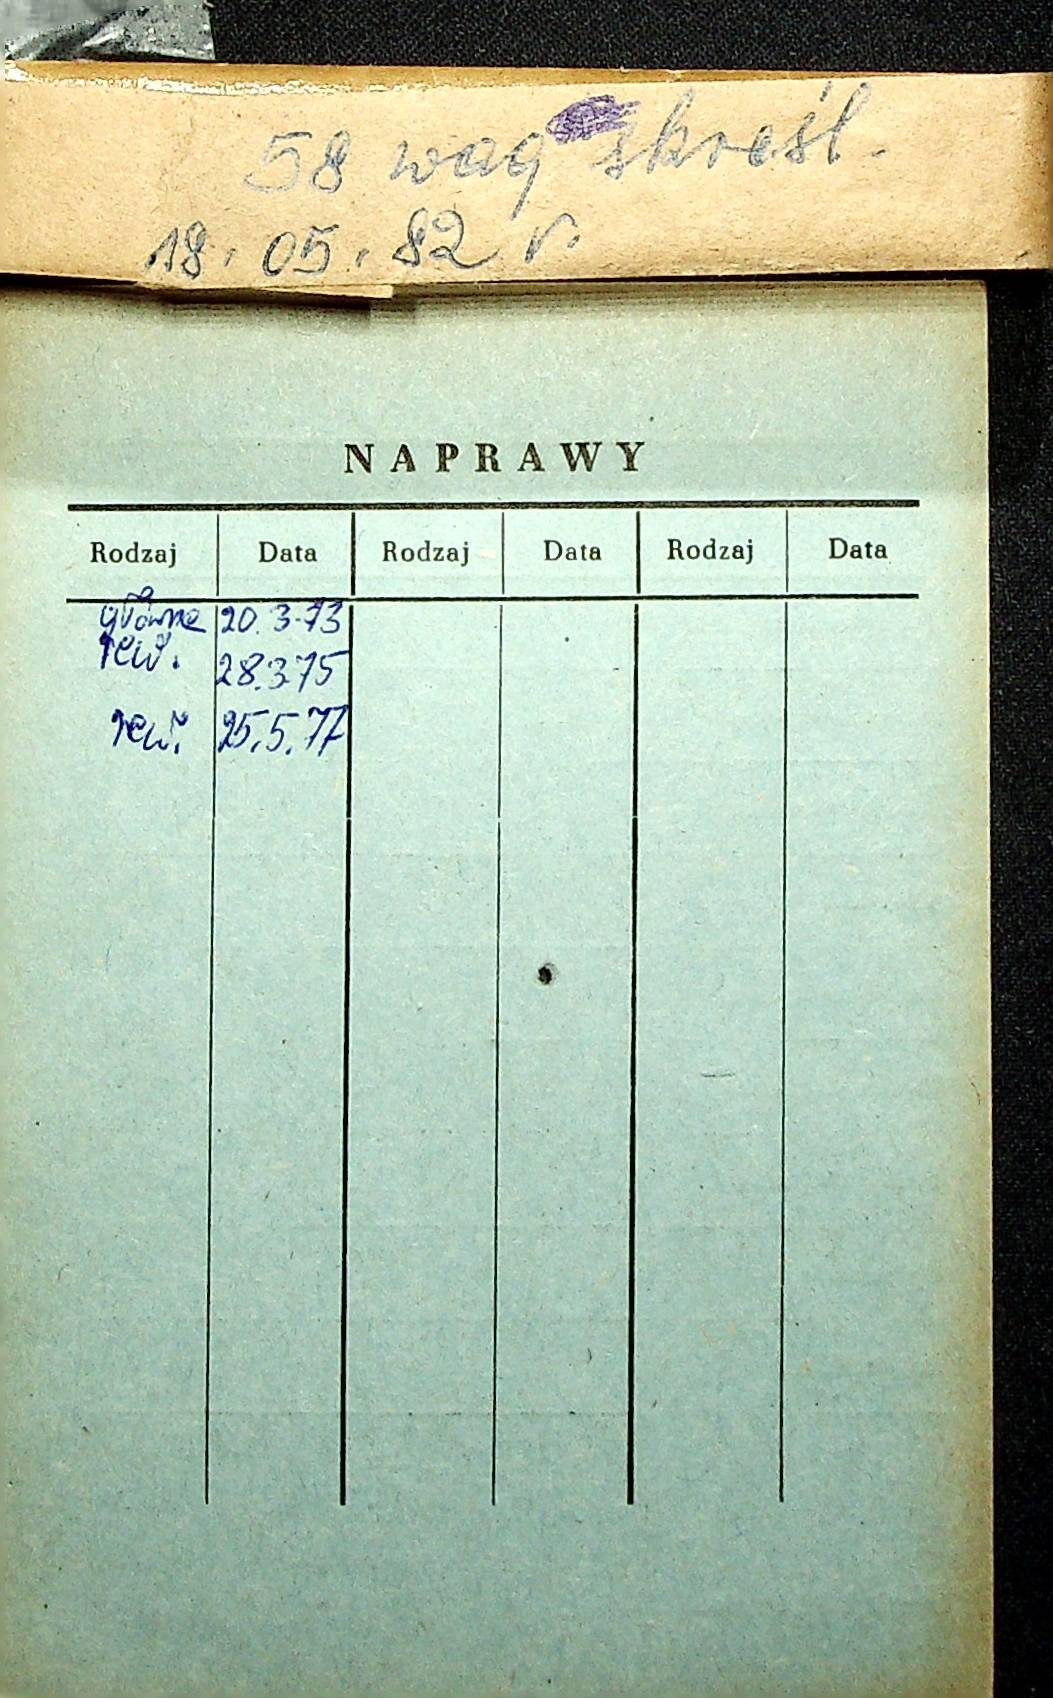 58 wag skreśl.
18. 05. 82 r.
NAPRAWY
Rodzaj Data Rodzaj Data Rodzaj Data
główna 20.3.73
rew. 28.3.75
rew. 25.5.77